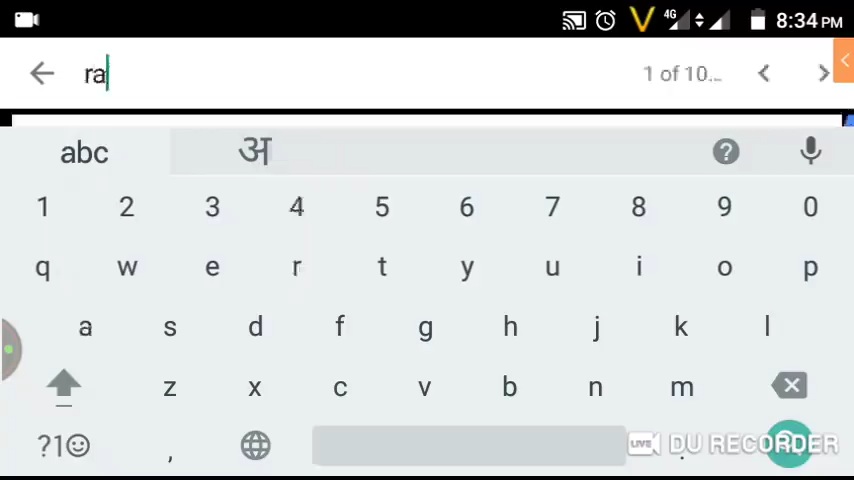 4G 8:34 PM
ra 1 of 10...
abc अ ?
1 2 3 4 5 6 7 8 9 0
q w e r t y u i o p
a s d f g h j k l
z x c v b n m
?1 , LIVE DU RECORDER .